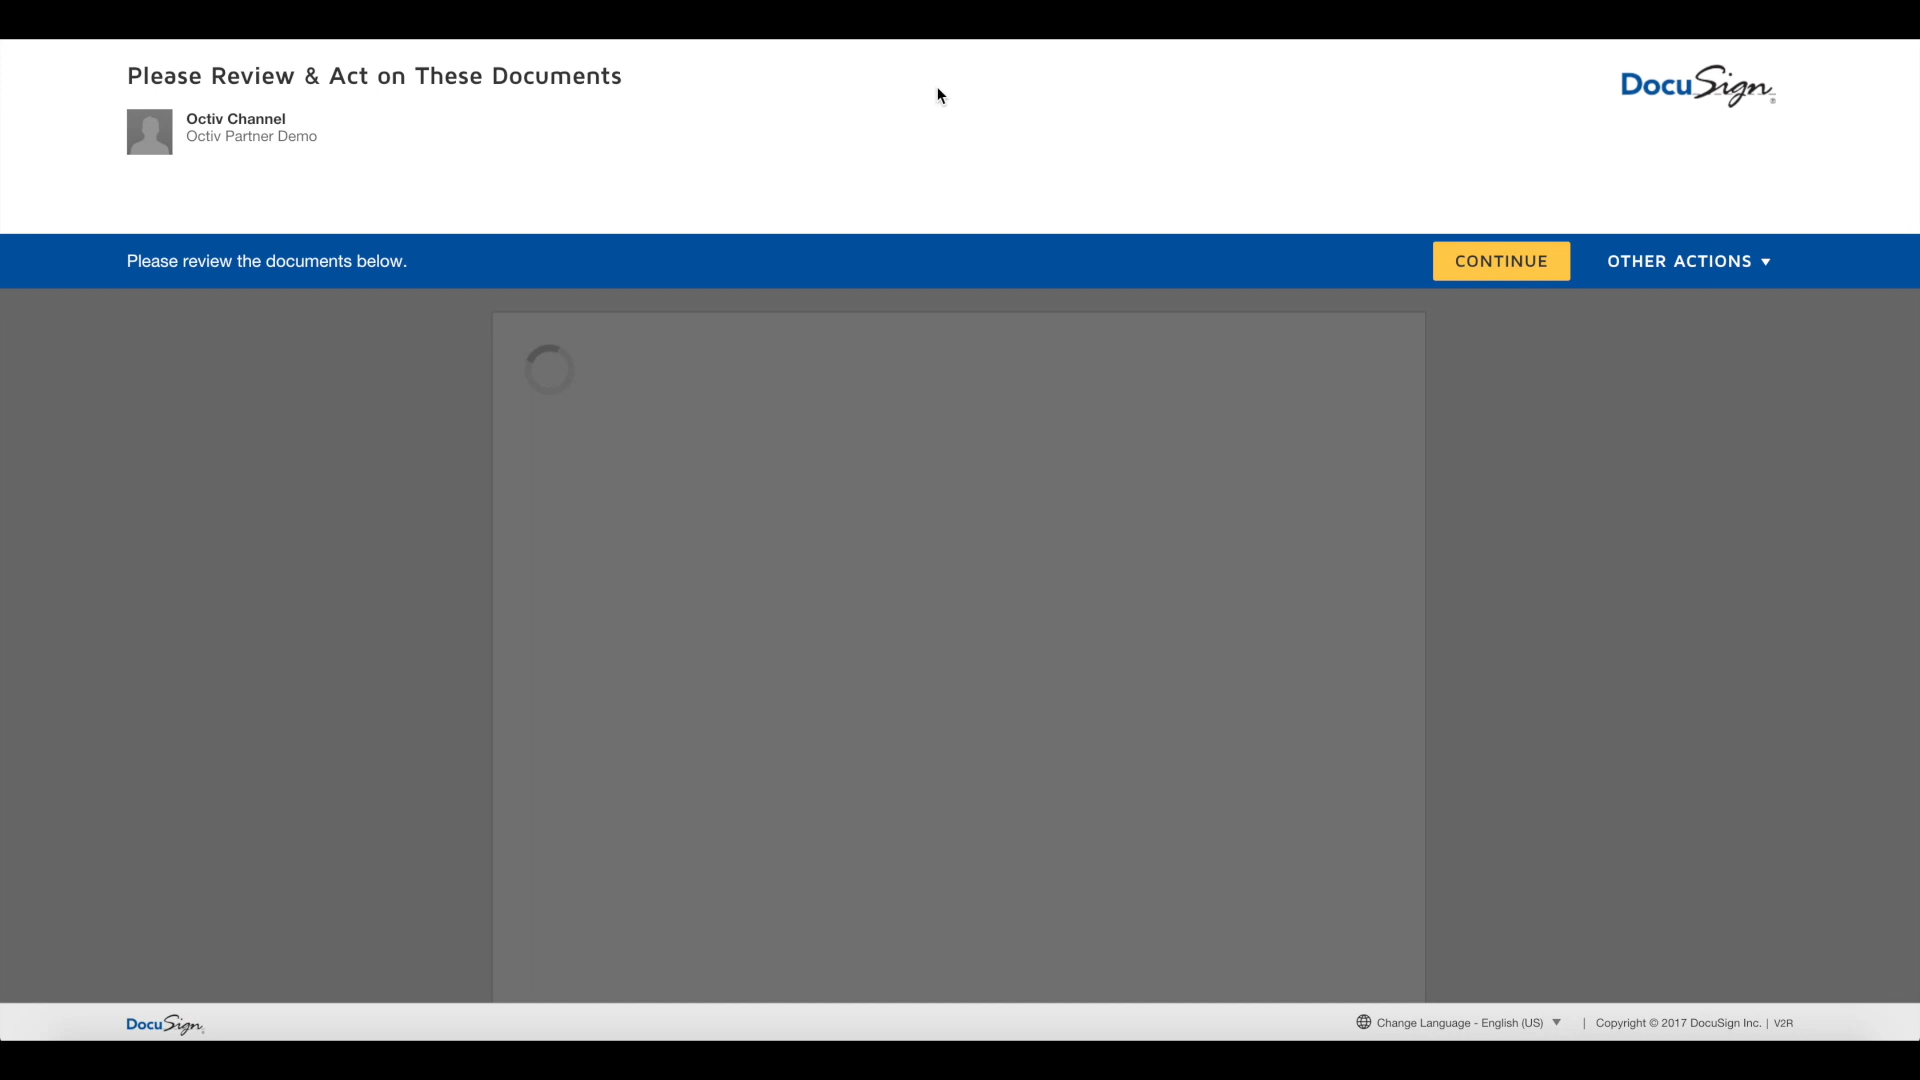 Please Review & Act on These Documents
DocuSign®
Octiv Channel
Octiv Partner Demo
Please review the documents below.
CONTINUE
OTHER ACTIONS
DocuSign
Change Language - English (US)
| Copyright © 2017 DocuSign Inc. | V2R